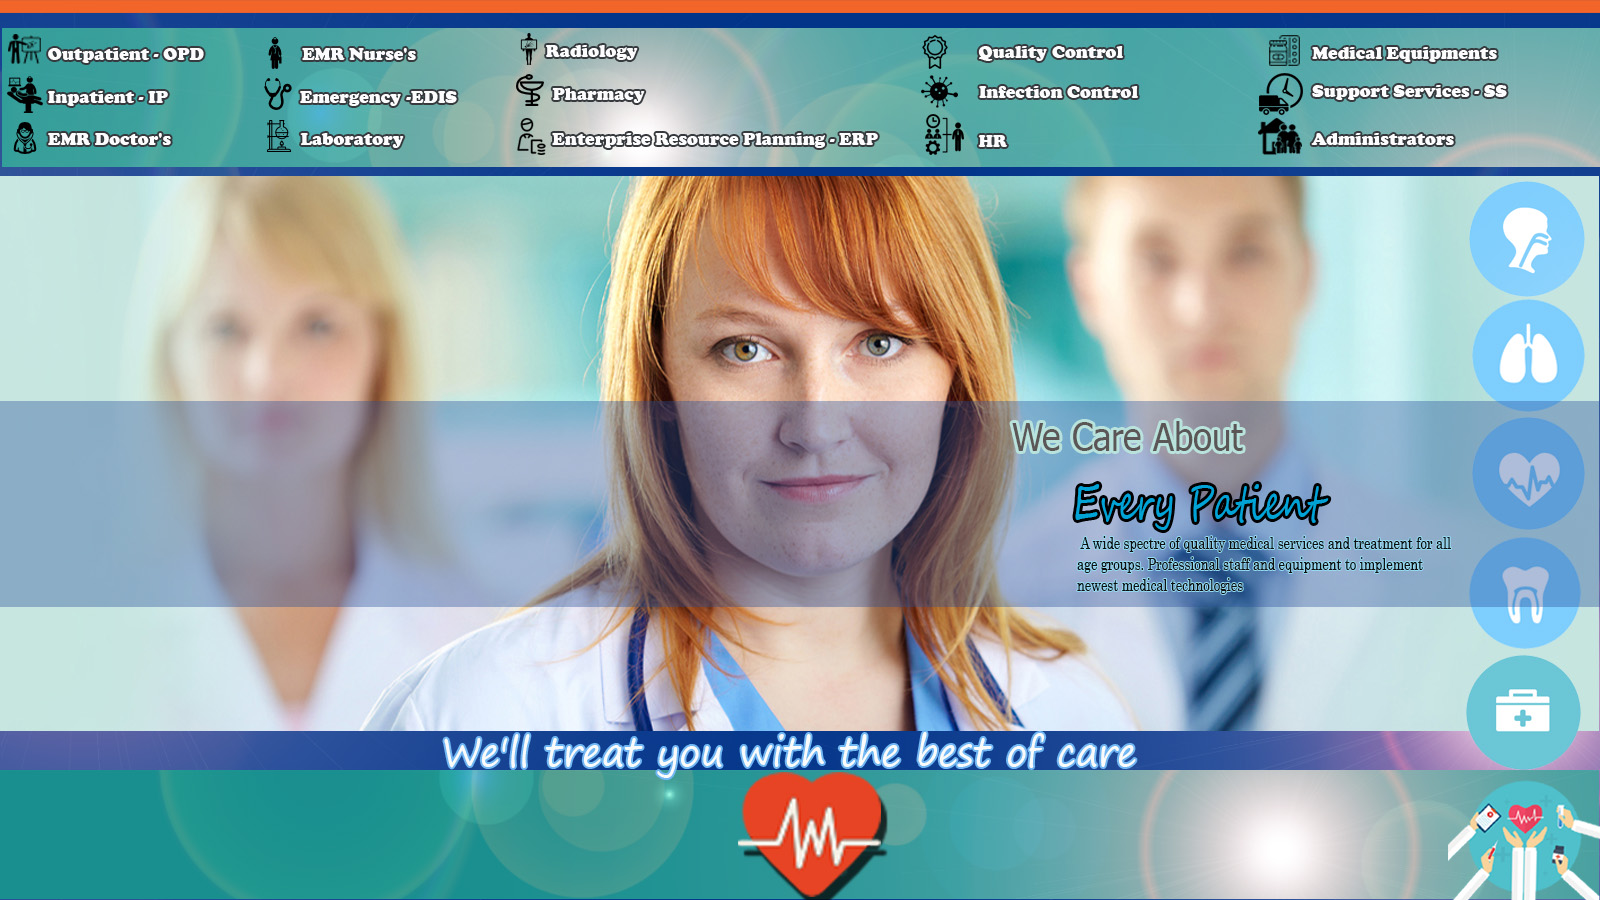 Outpatient - OPD
Inpatient - IP
EMR Doctor's
EMR Nurse's
Emergency -EDIS
Laboratory
Radiology
Pharmacy
Enterprise Resource Planning - ERP
Quality Control
Infection Control
HR
Medical Equipments
Support Services - SS
Administrators
We Care About
Every Patient
A wide spectre of quality medical services and treatment for all
age groups. Professional staff and equipment to implement
newest medical technologies
We'll treat you with the best of care